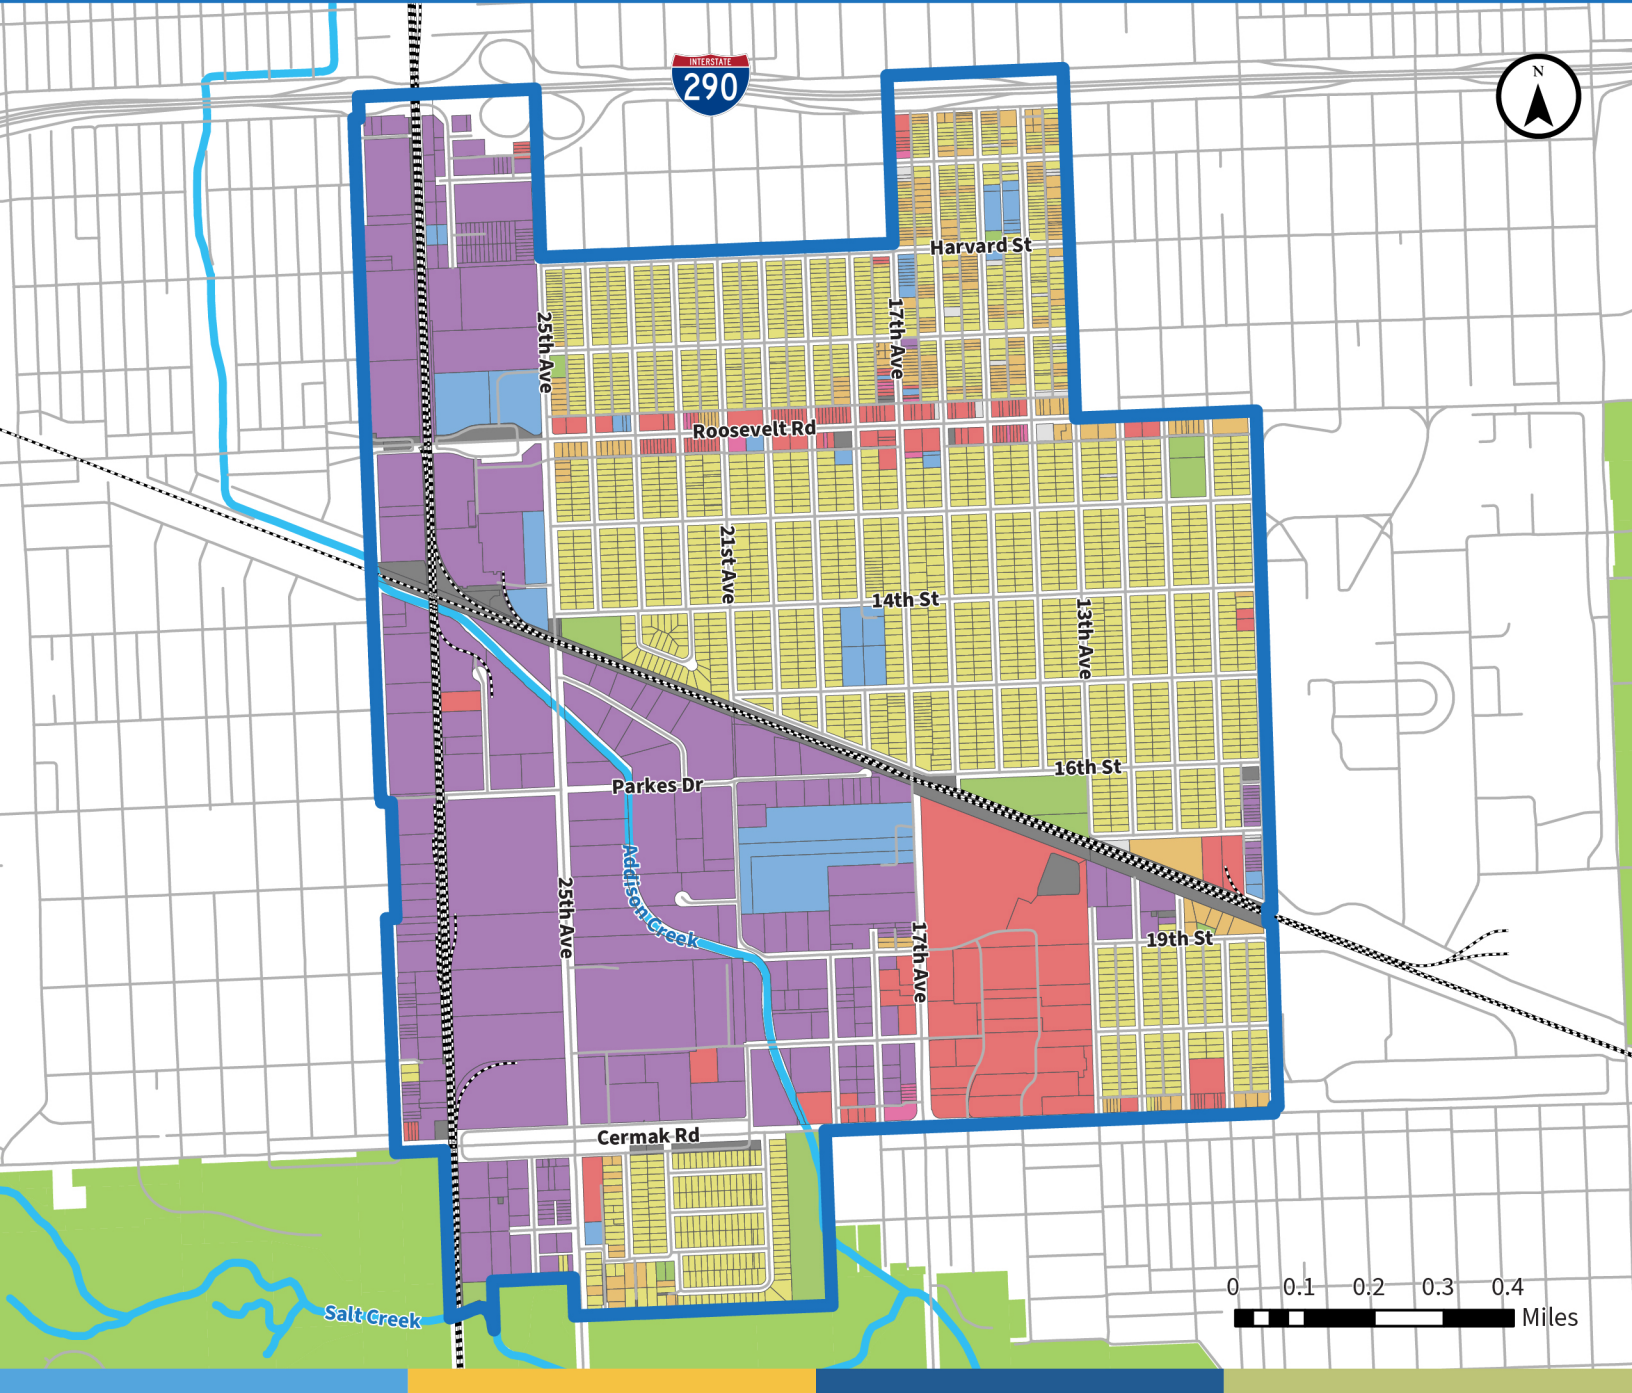 INTERSTATE
290
N
Harvard St
25th Ave
17th Ave
Roosevelt Rd
21st Ave
14th St
13th Ave
16th St
Parkes Dr
Addison Creek
25th Ave
17th Ave
19th St
Cermak Rd
Salt Creek
0 0.1 0.2 0.3 0.4
Miles